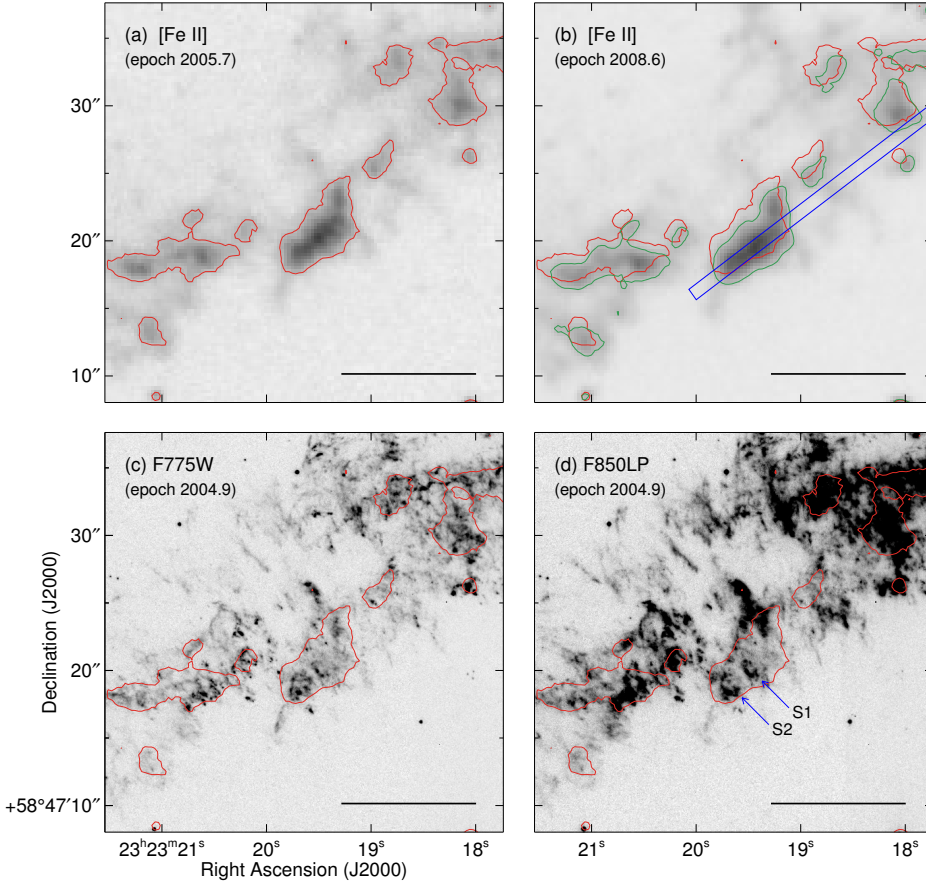 (a) [Fe II]
(epoch 2005.7)
(b) [Fe II]
(epoch 2008.6)
30″
20″
10″
(c) F775W
(epoch 2004.9)
(d) F850LP
(epoch 2004.9)
30″
20″
+58°47′10″
S1
S2
23ʰ23ᵐ21ˢ
20ˢ
19ˢ
18ˢ
21ˢ
20ˢ
19ˢ
18ˢ
Right Ascension (J2000)
Declination (J2000)